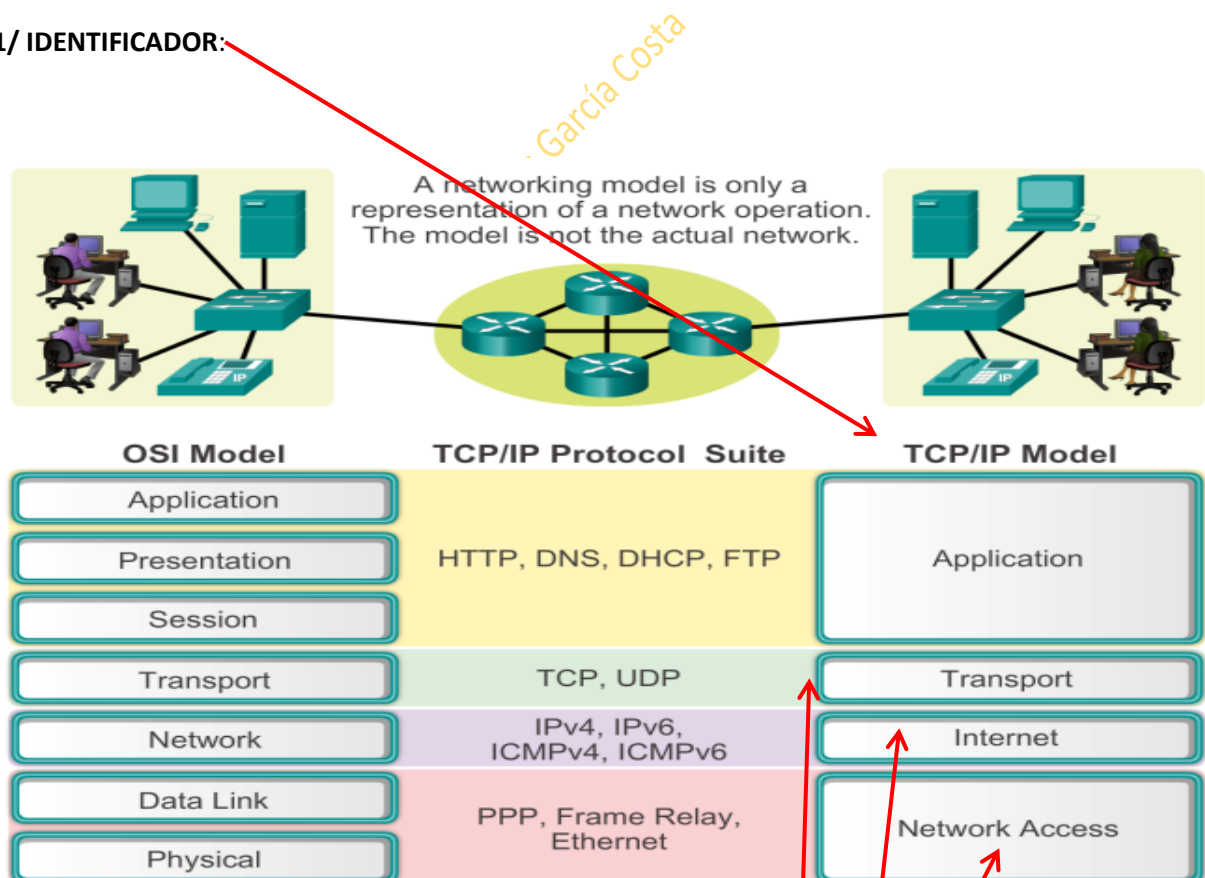 1/ IDENTIFICADOR:
García Costa
A networking model is only a
representation of a network operation.
The model is not the actual network.
IP
IP
OSI Model
TCP/IP Protocol Suite
TCP/IP Model
Application
Presentation
Session
HTTP, DNS, DHCP, FTP
Application
Transport
TCP, UDP
Transport
Network
IPv4, IPv6,
ICMPv4, ICMPv6
Internet
Data Link
Physical
PPP, Frame Relay,
Ethernet
Network Access